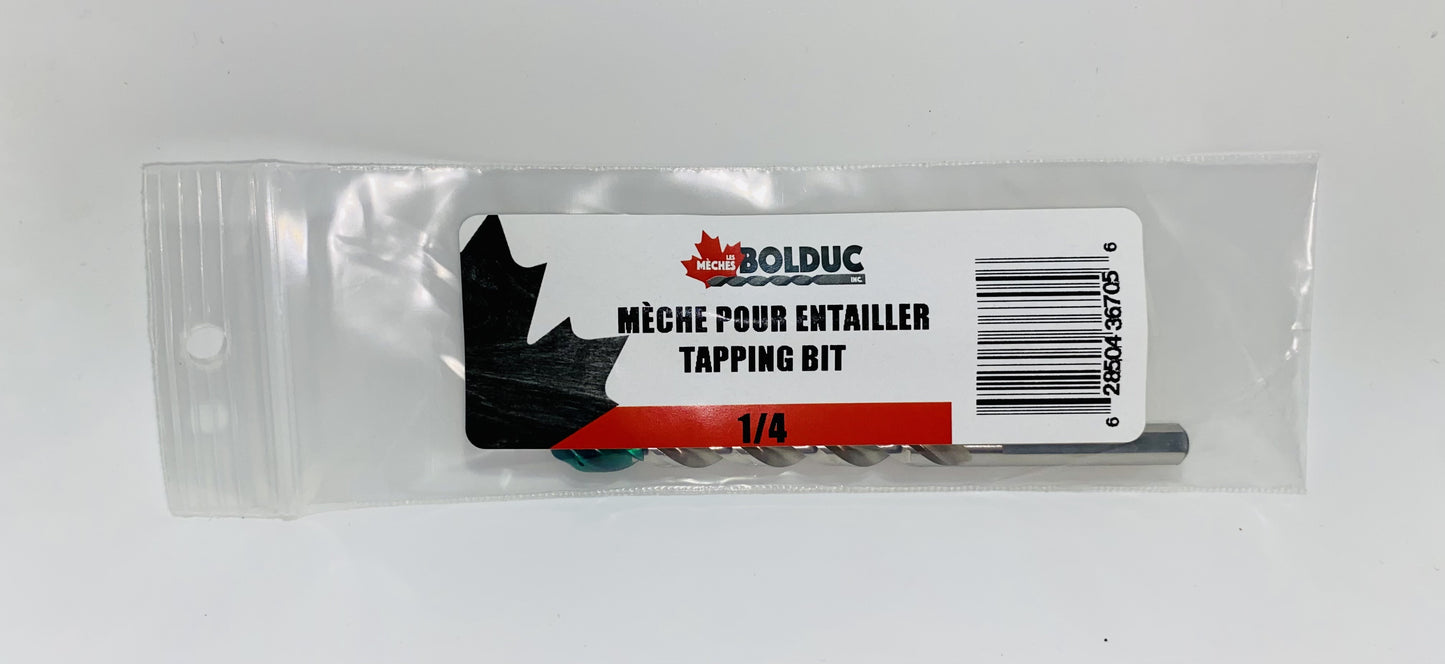 LES
MÈCHES BOLDUC
INC.
MÈCHE POUR ENTAILLER
TAPPING BIT
1/4
6 28504 36705 6